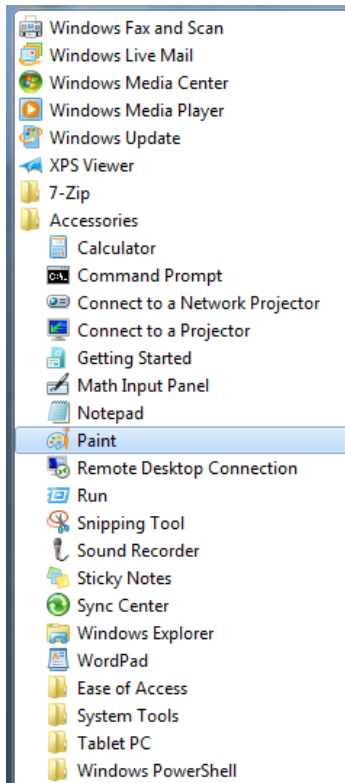 Windows Fax and Scan
Windows Live Mail
Windows Media Center
Windows Media Player
Windows Update
XPS Viewer
7-Zip
Accessories
Calculator
C:\.
Command Prompt
Connect to a Network Projector
Connect to a Projector
Getting Started
Math Input Panel
Notepad
Paint
Remote Desktop Connection
Run
Snipping Tool
Sound Recorder
Sticky Notes
Sync Center
Windows Explorer
WordPad
Ease of Access
System Tools
Tablet PC
Windows PowerShell